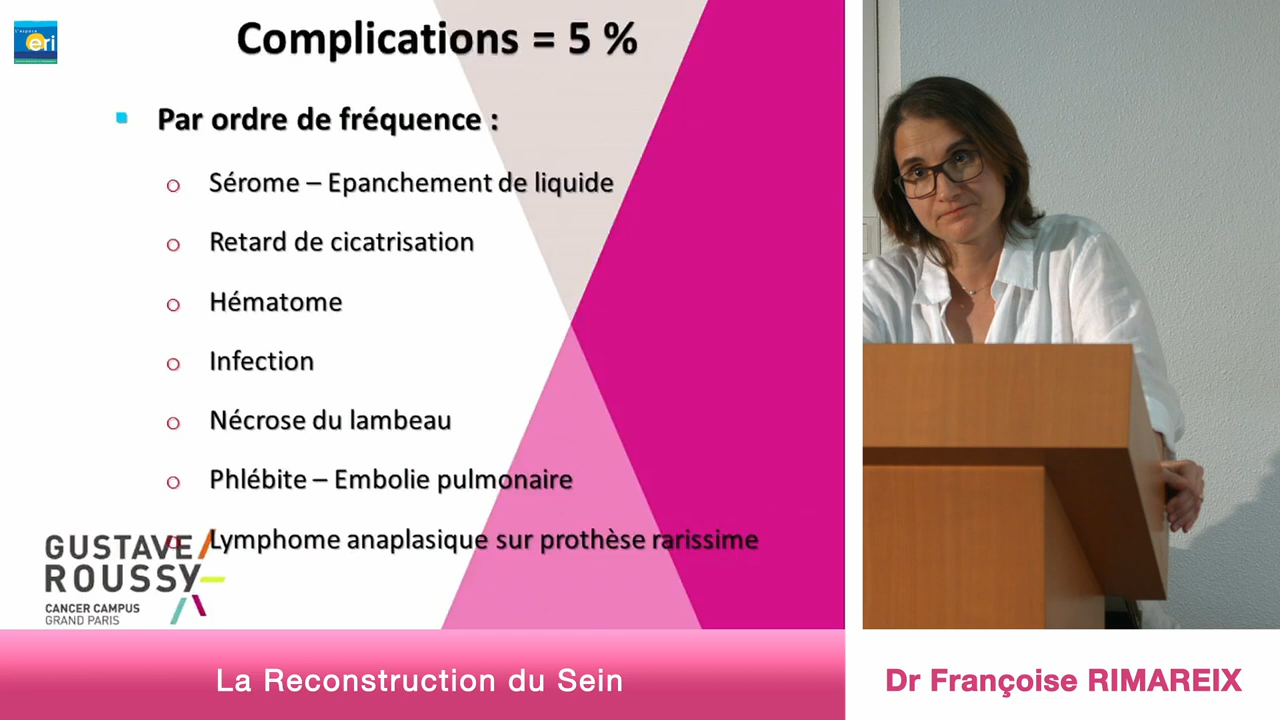 l'espace
eri
Complications = 5 %
Par ordre de fréquence :
Sérome – Epanchement de liquide
Retard de cicatrisation
Hématome
Infection
Nécrose du lambeau
Phlébite – Embolie pulmonaire
Lymphome anaplasique sur prothèse rarissime
GUSTAVE
ROUSSY
CANCER CAMPUS
GRAND PARIS
La Reconstruction du Sein
Dr Françoise RIMAREIX